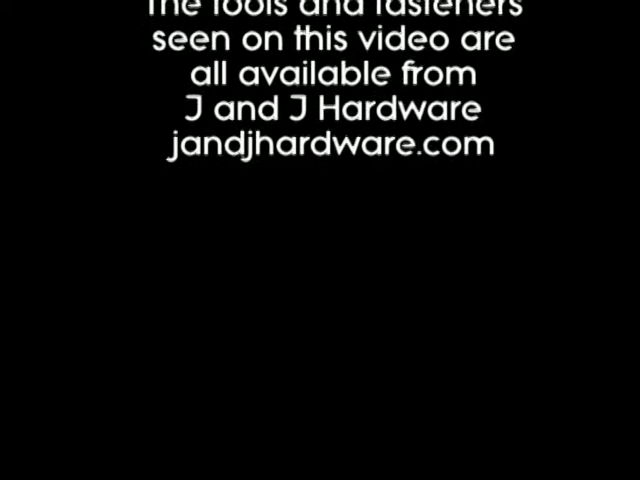 The tools and fasteners
seen on this video are
all available from
J and J Hardware
jandjhardware.com